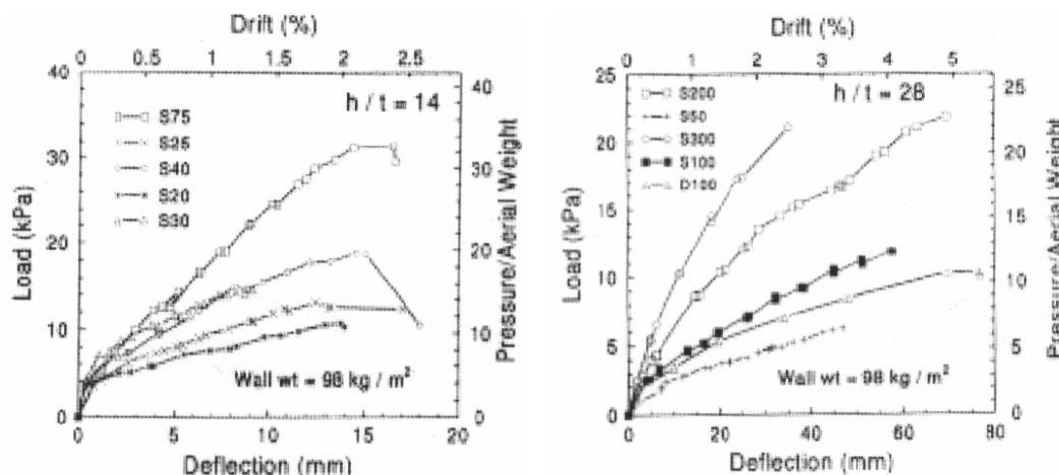 Drift (%)
0 0.5 1 1.5 2 2.5
40
30
20
10
0
Load (kPa)
h / t = 14
S75
S25
S40
S20
S30
Wall wt = 98 kg / m²
40
30
20
10
0
Pressure/Aerial Weight
0 5 10 15 20
Deflection (mm)
Drift (%)
0 1 2 3 4 5
25
20
15
10
5
0
Load (kPa)
h / t = 28
S200
S50
S300
S100
D100
Wall wt = 98 kg / m²
25
20
15
10
5
0
Pressure/Aerial Weight
0 20 40 60 80
Deflection (mm)